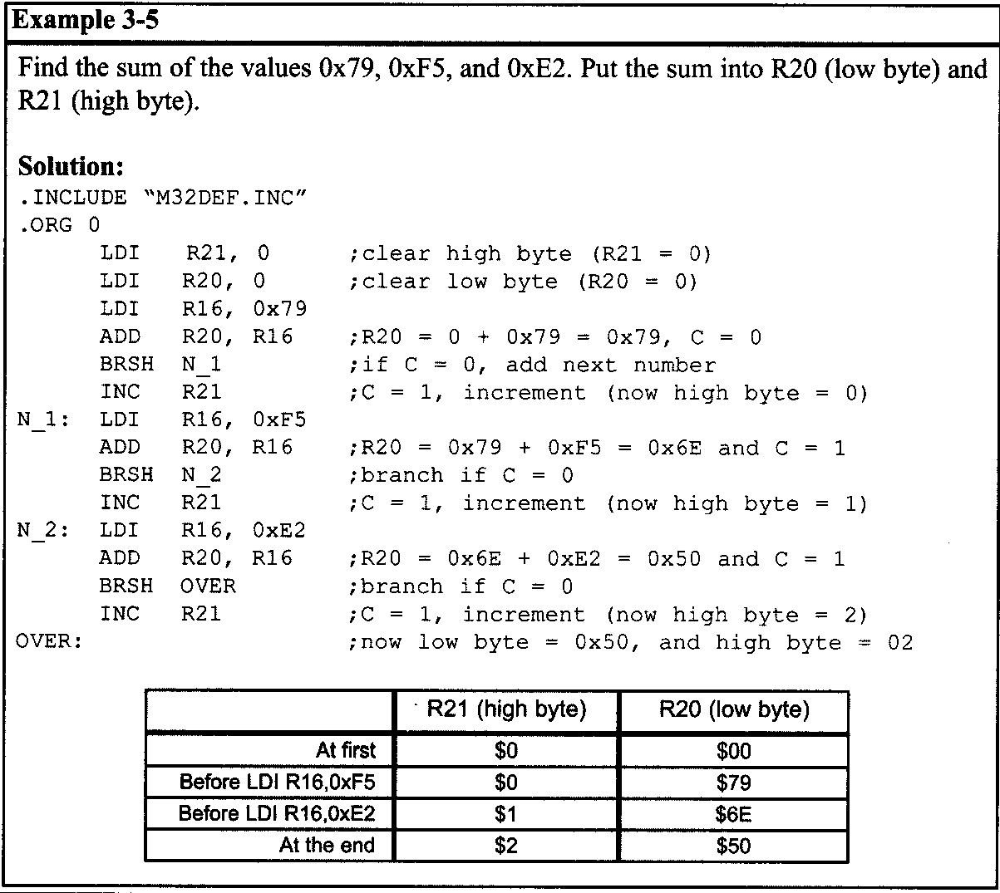 Example 3-5
Find the sum of the values 0x79, 0xF5, and 0xE2. Put the sum into R20 (low byte) and
R21 (high byte).
Solution:
.INCLUDE “M32DEF.INC”
.ORG 0
LDI R21, 0 ;clear high byte (R21 = 0)
LDI R20, 0 ;clear low byte (R20 = 0)
LDI R16, 0x79
ADD R20, R16 ;R20 = 0 + 0x79 = 0x79, C = 0
BRSH N_1 ;if C = 0, add next number
INC R21 ;C = 1, increment (now high byte = 0)
N_1: LDI R16, 0xF5
ADD R20, R16 ;R20 = 0x79 + 0xF5 = 0x6E and C = 1
BRSH N_2 ;branch if C = 0
INC R21 ;C = 1, increment (now high byte = 1)
N_2: LDI R16, 0xE2
ADD R20, R16 ;R20 = 0x6E + 0xE2 = 0x50 and C = 1
BRSH OVER ;branch if C = 0
INC R21 ;C = 1, increment (now high byte = 2)
OVER: ;now low byte = 0x50, and high byte = 02
R21 (high byte) R20 (low byte)
At first $0 $00
Before LDI R16,0xF5 $0 $79
Before LDI R16,0xE2 $1 $6E
At the end $2 $50